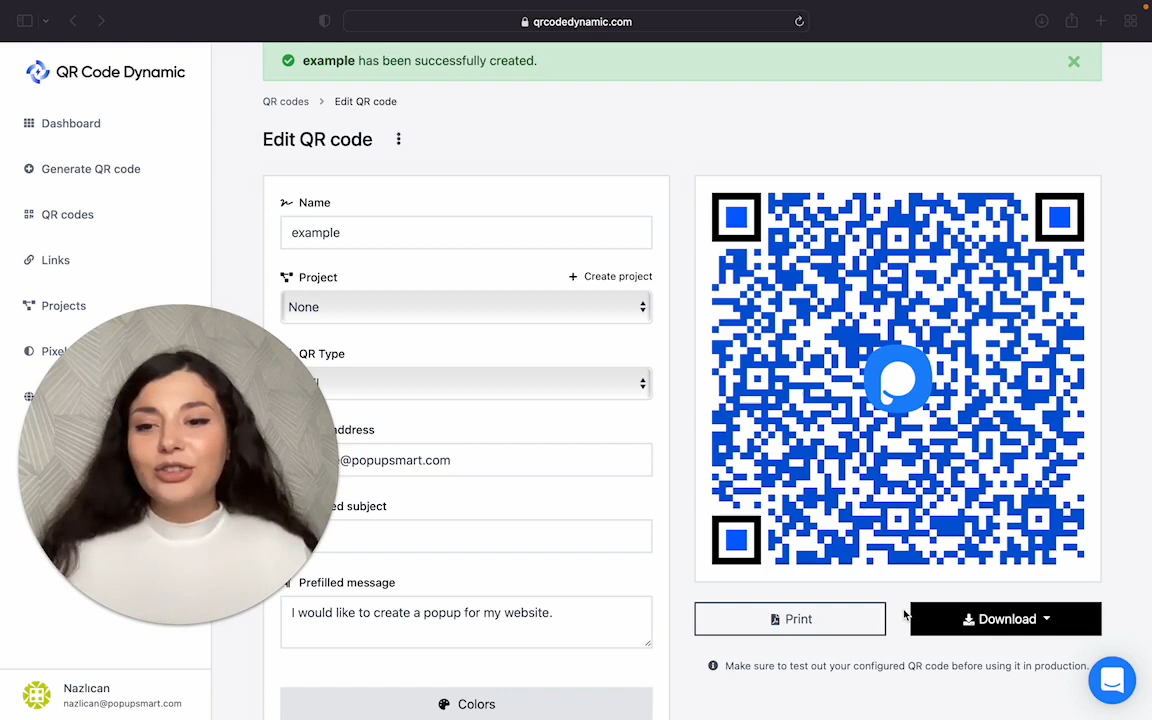 qrcodedynamic.com
QR Code Dynamic
example has been successfully created.
QR codes > Edit QR code
Dashboard
Edit QR code
Generate QR code
Name
QR codes
example
Links
Project
+ Create project
Projects
None
QR Type
address
@popupsmart.com
subject
Prefilled message
I would like to create a popup for my website.
Print
Download
Make sure to test out your configured QR code before using it in production.
Nazlıcan
nazlican@popupsmart.com
Colors